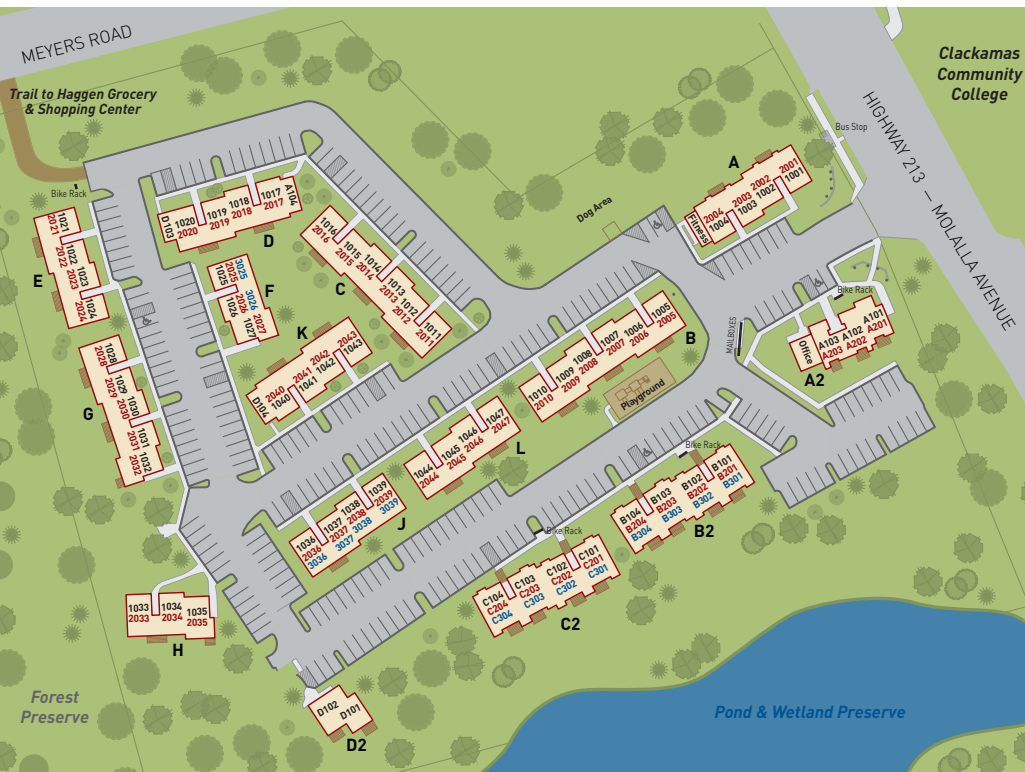 MEYERS ROAD
Trail to Haggen Grocery
& Shopping Center
Clackamas
Community
College
HIGHWAY 213 – MOLALLA AVENUE
Bus Stop
Bike Rack
Dog Area
A
Fitness
2004
2003
2002
2001
1004
1003
1002
1001
D103
1020
1019
1018
1017
A104
2020
2019
2018
2017
D
1021
2021
1022
2022
1023
2023
1024
2024
E
1016
2016
1015
2015
1014
2014
1013
2013
1012
2012
1011
2011
C
3025
2025
1025
3026
2026
1026
2027
1027
F
K
2040
2041
2042
2043
D104
1040
1041
1042
1043
Bike Rack
MAILBOXES
Office
A103
A203
A102
A202
A101
A201
A2
1010
2010
1009
2009
1008
2008
1007
2007
1006
2006
1005
2005
B
Playground
1028
2028
1029
2029
1030
2030
1031
2031
1032
2032
G
1044
2044
1045
2045
1046
2046
1047
2047
L
1036
2036
3036
1037
2037
3037
1038
2038
3038
1039
2039
3039
J
Bike Rack
B104
B204
B304
B103
B203
B303
B102
B202
B302
B101
B201
B301
B2
Bike Rack
C104
C204
C304
C103
C203
C303
C102
C202
C302
C101
C201
C301
C2
1033
2033
1034
2034
1035
2035
H
D102
D101
D2
Forest
Preserve
Pond & Wetland Preserve